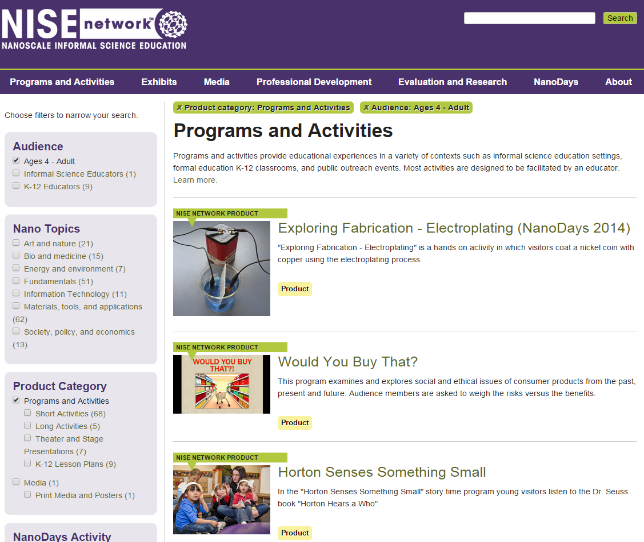 NISE network™
NANOSCALE INFORMAL SCIENCE EDUCATION
Search
Programs and Activities
Exhibits
Media
Professional Development
Evaluation and Research
NanoDays
About
Choose filters to narrow your search:
Audience
Ages 4 - Adult
Informal Science Educators (1)
K-12 Educators (9)
Nano Topics
Art and nature (21)
Bio and medicine (15)
Energy and environment (7)
Fundamentals (51)
Information Technology (11)
Materials, tools, and applications
(62)
Society, policy, and economics
(13)
Product Category
Programs and Activities
Short Activities (68)
Long Activities (5)
Theater and Stage
Presentations (7)
K-12 Lesson Plans (9)
Media (1)
Print Media and Posters (1)
NanoDays Activity
✗ Product category: Programs and Activities
✗ Audience: Ages 4 - Adult
Programs and Activities
Programs and activities provide educational experiences in a variety of contexts such as informal science education settings,
formal education K-12 classrooms, and public outreach events. Most activities are designed to be facilitated by an educator.
Learn more.
NISE NETWORK PRODUCT
Exploring Fabrication - Electroplating (NanoDays 2014)
"Exploring Fabrication - Electroplating" is a hands on activity in which visitors coat a nickel coin with
copper using the electroplating process.
Product
NISE NETWORK PRODUCT
WOULD YOU BUY
THAT?!
Would You Buy That?
This program examines and explores social and ethical issues of consumer products from the past,
present and future. Audience members are asked to weigh the risks versus the benefits.
Product
NISE NETWORK PRODUCT
Horton Senses Something Small
In the "Horton Senses Something Small" story time program young visitors listen to the Dr. Seuss
book "Horton Hears a Who".
Product